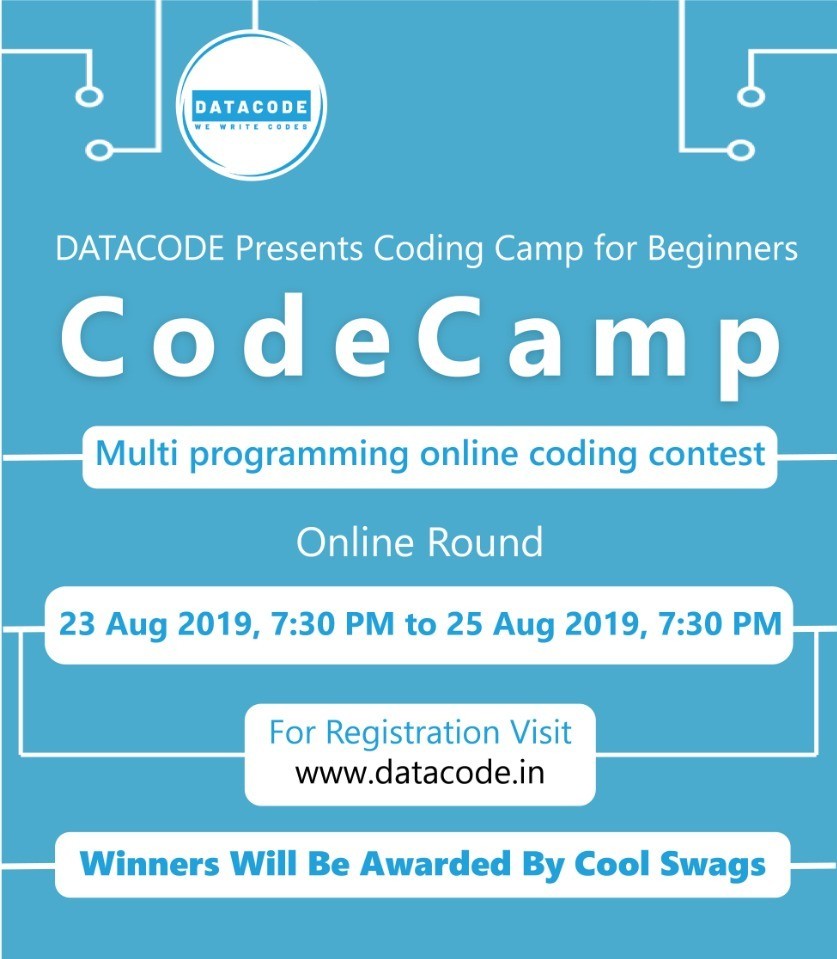 DATACODE
WE WRITE CODES
DATACODE Presents Coding Camp for Beginners
CodeCamp
Multi programming online coding contest
Online Round
23 Aug 2019, 7:30 PM to 25 Aug 2019, 7:30 PM
For Registration Visit
www.datacode.in
Winners Will Be Awarded By Cool Swags